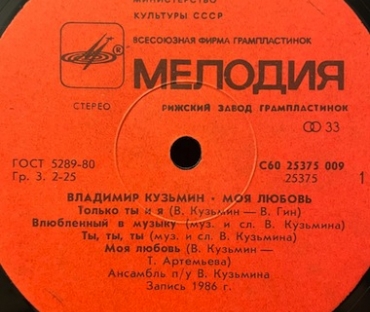 МИНИСТЕРСТВО
КУЛЬТУРЫ СССР
ВСЕСОЮЗНАЯ ФИРМА ГРАМПЛАСТИНОК
МЕЛОДИЯ
СТЕРЕО
РИЖСКИЙ ЗАВОД ГРАМПЛАСТИНОК
33
ГОСТ 5289-80
Гр. 3. 2-25
С60 25375 009
25375
1
ВЛАДИМИР КУЗЬМИН · МОЯ ЛЮБОВЬ
Только ты и я (В. Кузьмин — В. Гин)
Влюбленный в музыку (муз. и сл. В. Кузьмина)
Ты, ты, ты (муз. и сл. В. Кузьмина)
Моя любовь (В. Кузьмин —
Т. Артемьева)
Ансамбль п/у В. Кузьмина
Запись 1986 г.